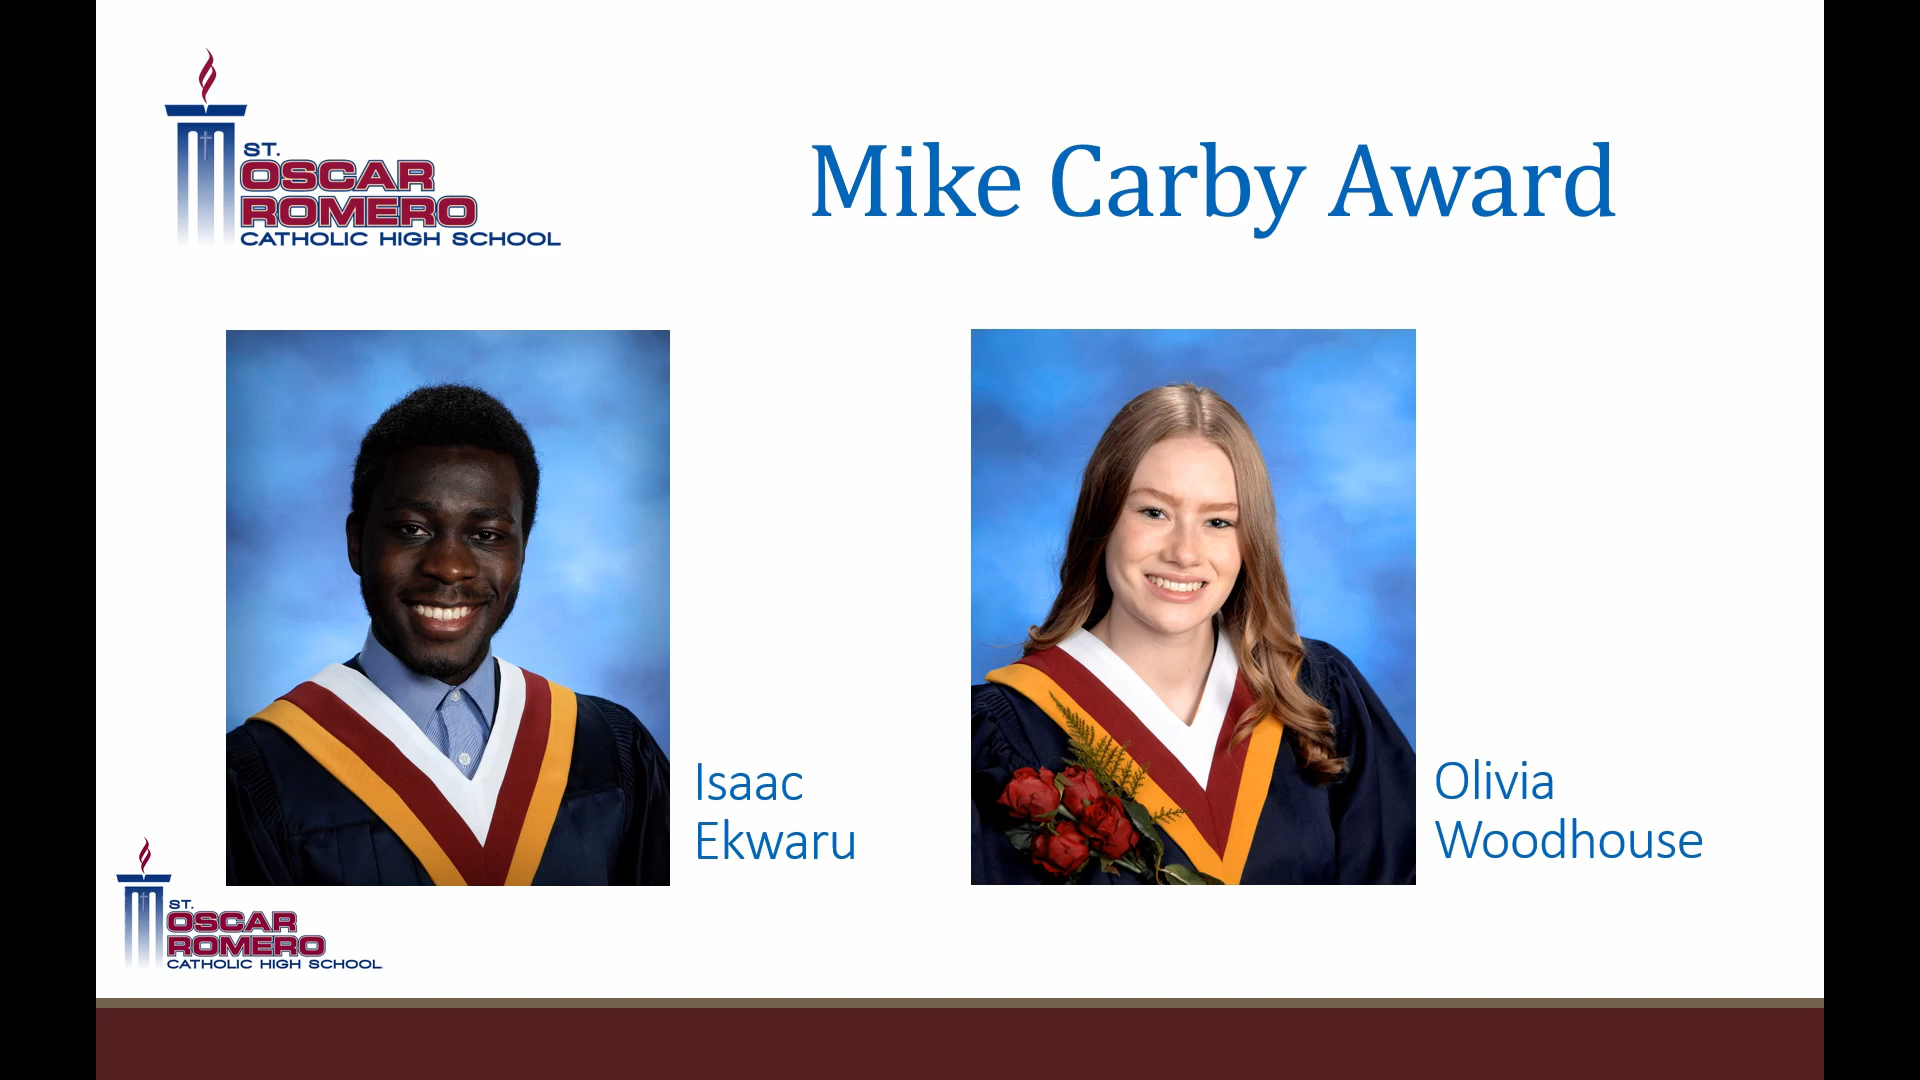 ST.
OSCAR
ROMERO
CATHOLIC HIGH SCHOOL
Mike Carby Award
Isaac
Ekwaru
Olivia
Woodhouse
ST.
OSCAR
ROMERO
CATHOLIC HIGH SCHOOL